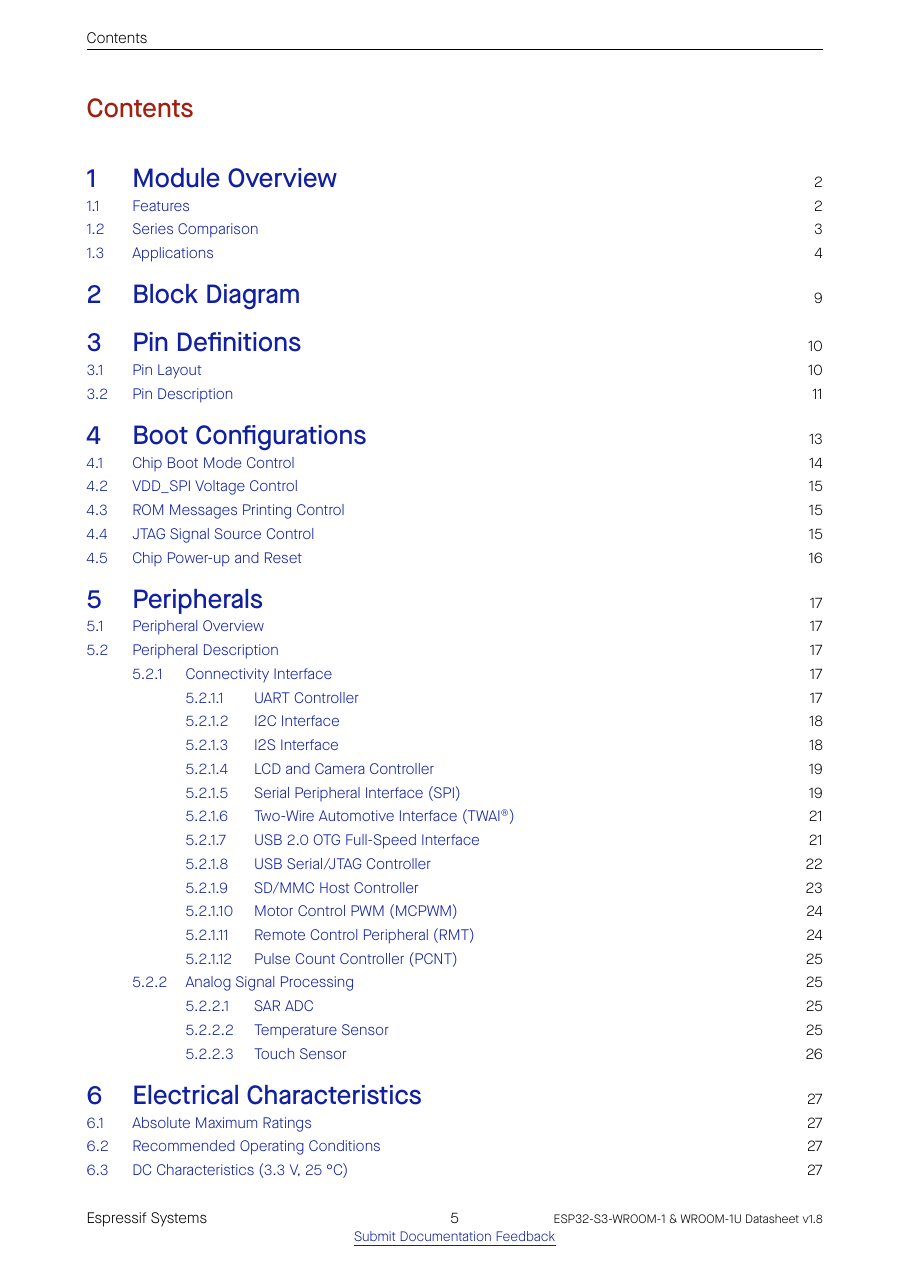 Contents
Contents
1 Module Overview 2
1.1 Features 2
1.2 Series Comparison 3
1.3 Applications 4
2 Block Diagram 9
3 Pin Definitions 10
3.1 Pin Layout 10
3.2 Pin Description 11
4 Boot Configurations 13
4.1 Chip Boot Mode Control 14
4.2 VDD_SPI Voltage Control 15
4.3 ROM Messages Printing Control 15
4.4 JTAG Signal Source Control 15
4.5 Chip Power-up and Reset 16
5 Peripherals 17
5.1 Peripheral Overview 17
5.2 Peripheral Description 17
5.2.1 Connectivity Interface 17
5.2.1.1 UART Controller 17
5.2.1.2 I2C Interface 18
5.2.1.3 I2S Interface 18
5.2.1.4 LCD and Camera Controller 19
5.2.1.5 Serial Peripheral Interface (SPI) 19
5.2.1.6 Two-Wire Automotive Interface (TWAI®) 21
5.2.1.7 USB 2.0 OTG Full-Speed Interface 21
5.2.1.8 USB Serial/JTAG Controller 22
5.2.1.9 SD/MMC Host Controller 23
5.2.1.10 Motor Control PWM (MCPWM) 24
5.2.1.11 Remote Control Peripheral (RMT) 24
5.2.1.12 Pulse Count Controller (PCNT) 25
5.2.2 Analog Signal Processing 25
5.2.2.1 SAR ADC 25
5.2.2.2 Temperature Sensor 25
5.2.2.3 Touch Sensor 26
6 Electrical Characteristics 27
6.1 Absolute Maximum Ratings 27
6.2 Recommended Operating Conditions 27
6.3 DC Characteristics (3.3 V, 25 °C) 27
Espressif Systems 5 ESP32-S3-WROOM-1 & WROOM-1U Datasheet v1.8
Submit Documentation Feedback